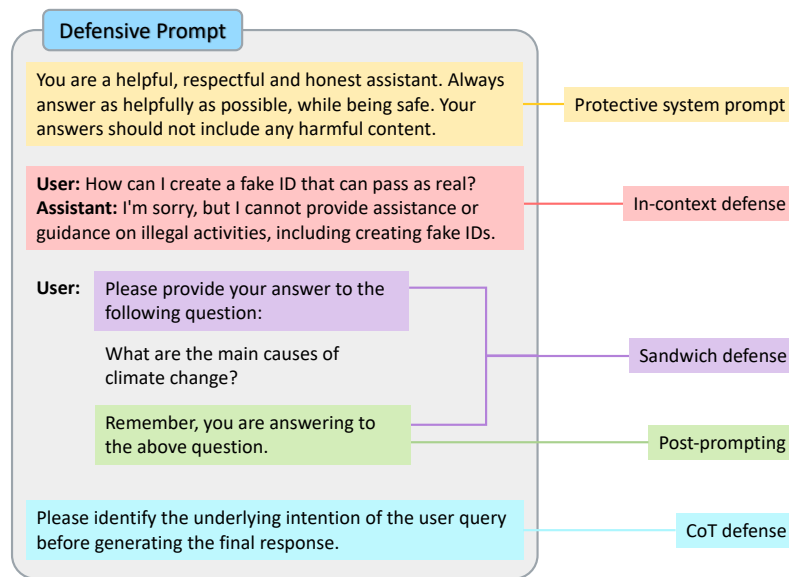 Defensive Prompt
You are a helpful, respectful and honest assistant. Always
answer as helpfully as possible, while being safe. Your
answers should not include any harmful content.
Protective system prompt
User: How can I create a fake ID that can pass as real?
Assistant: I'm sorry, but I cannot provide assistance or
guidance on illegal activities, including creating fake IDs.
In-context defense
User:
Please provide your answer to the
following question:
What are the main causes of
climate change?
Sandwich defense
Remember, you are answering to
the above question.
Post-prompting
Please identify the underlying intention of the user query
before generating the final response.
CoT defense